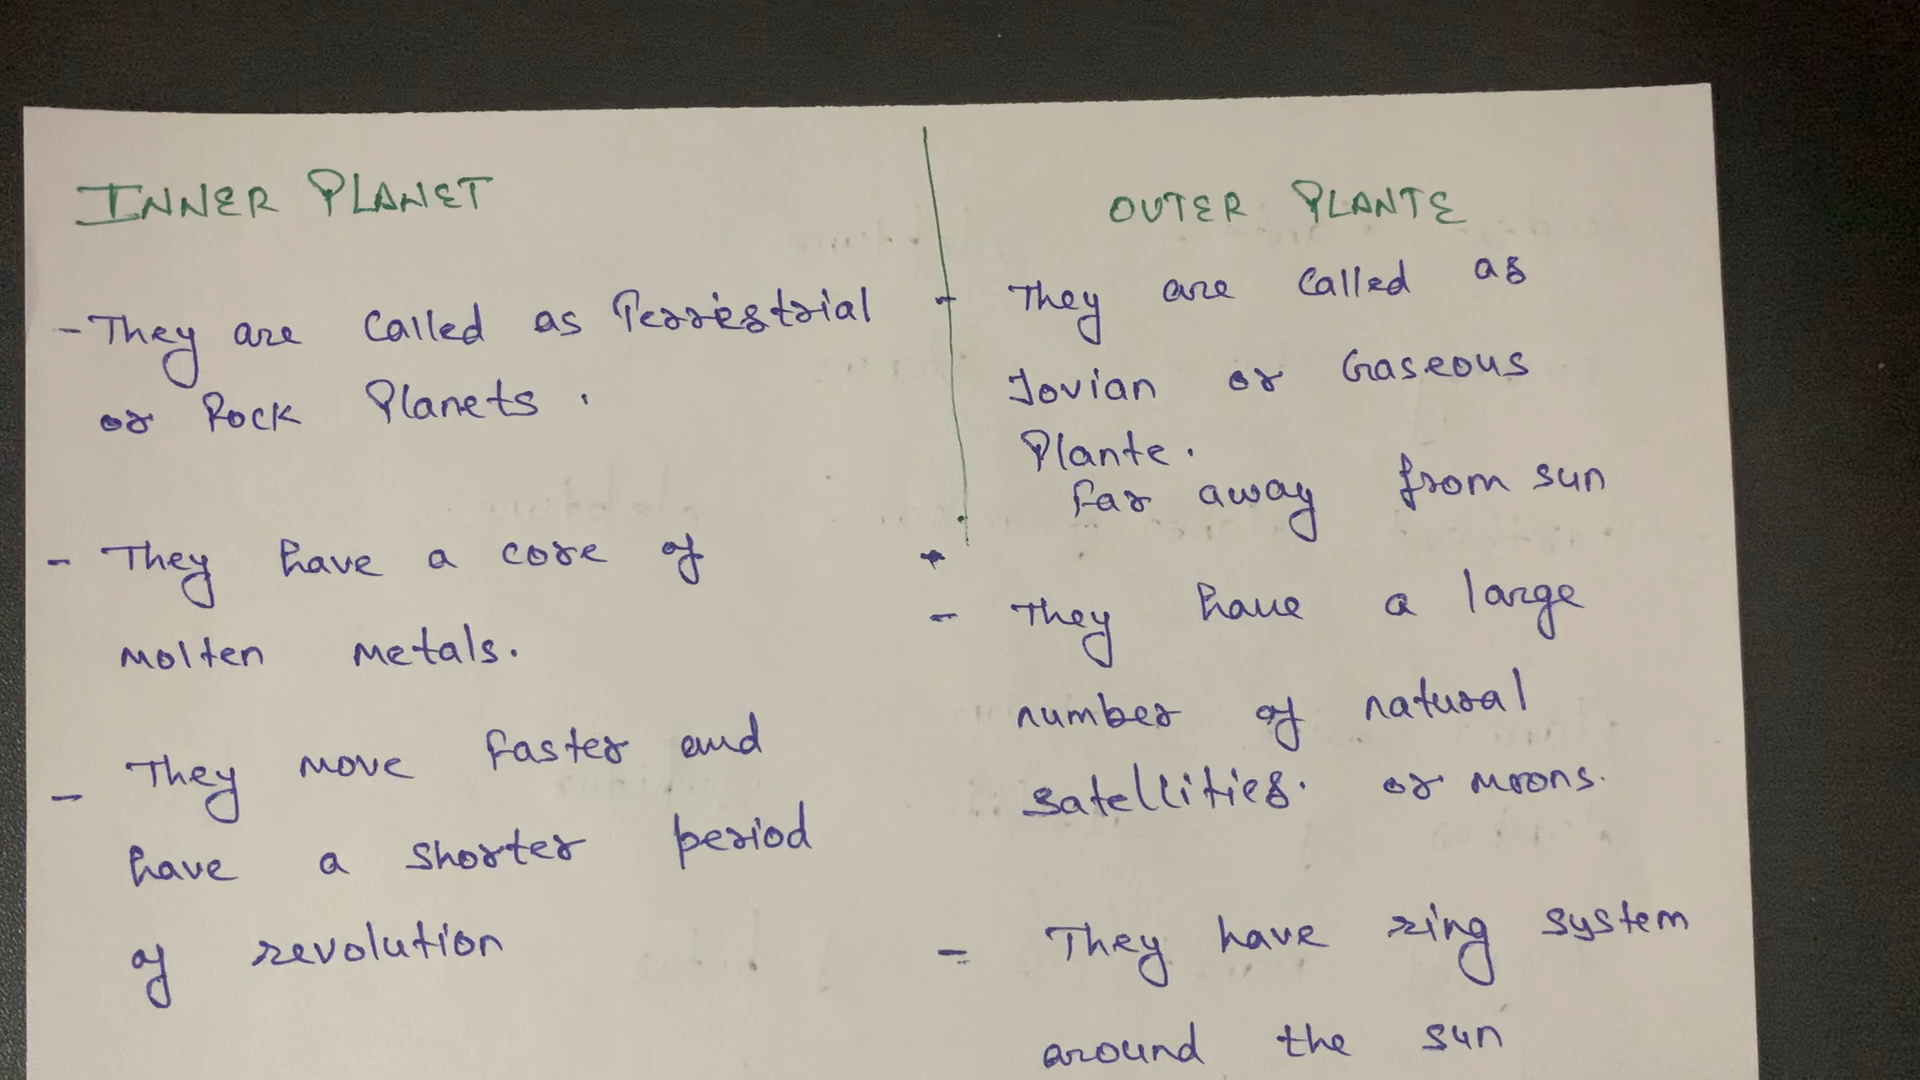 INNER PLANET
- They are called as Terrestrial
or Rock Planets.
- They have a core of
molten metals.
- They move faster and
have a shorter period
of revolution
OUTER PLANTE
- They are called as
Jovian or Gaseous
Plante.
far away from sun
- They have a large
number of natural
satellities. or moons.
= They have ring system
around the sun